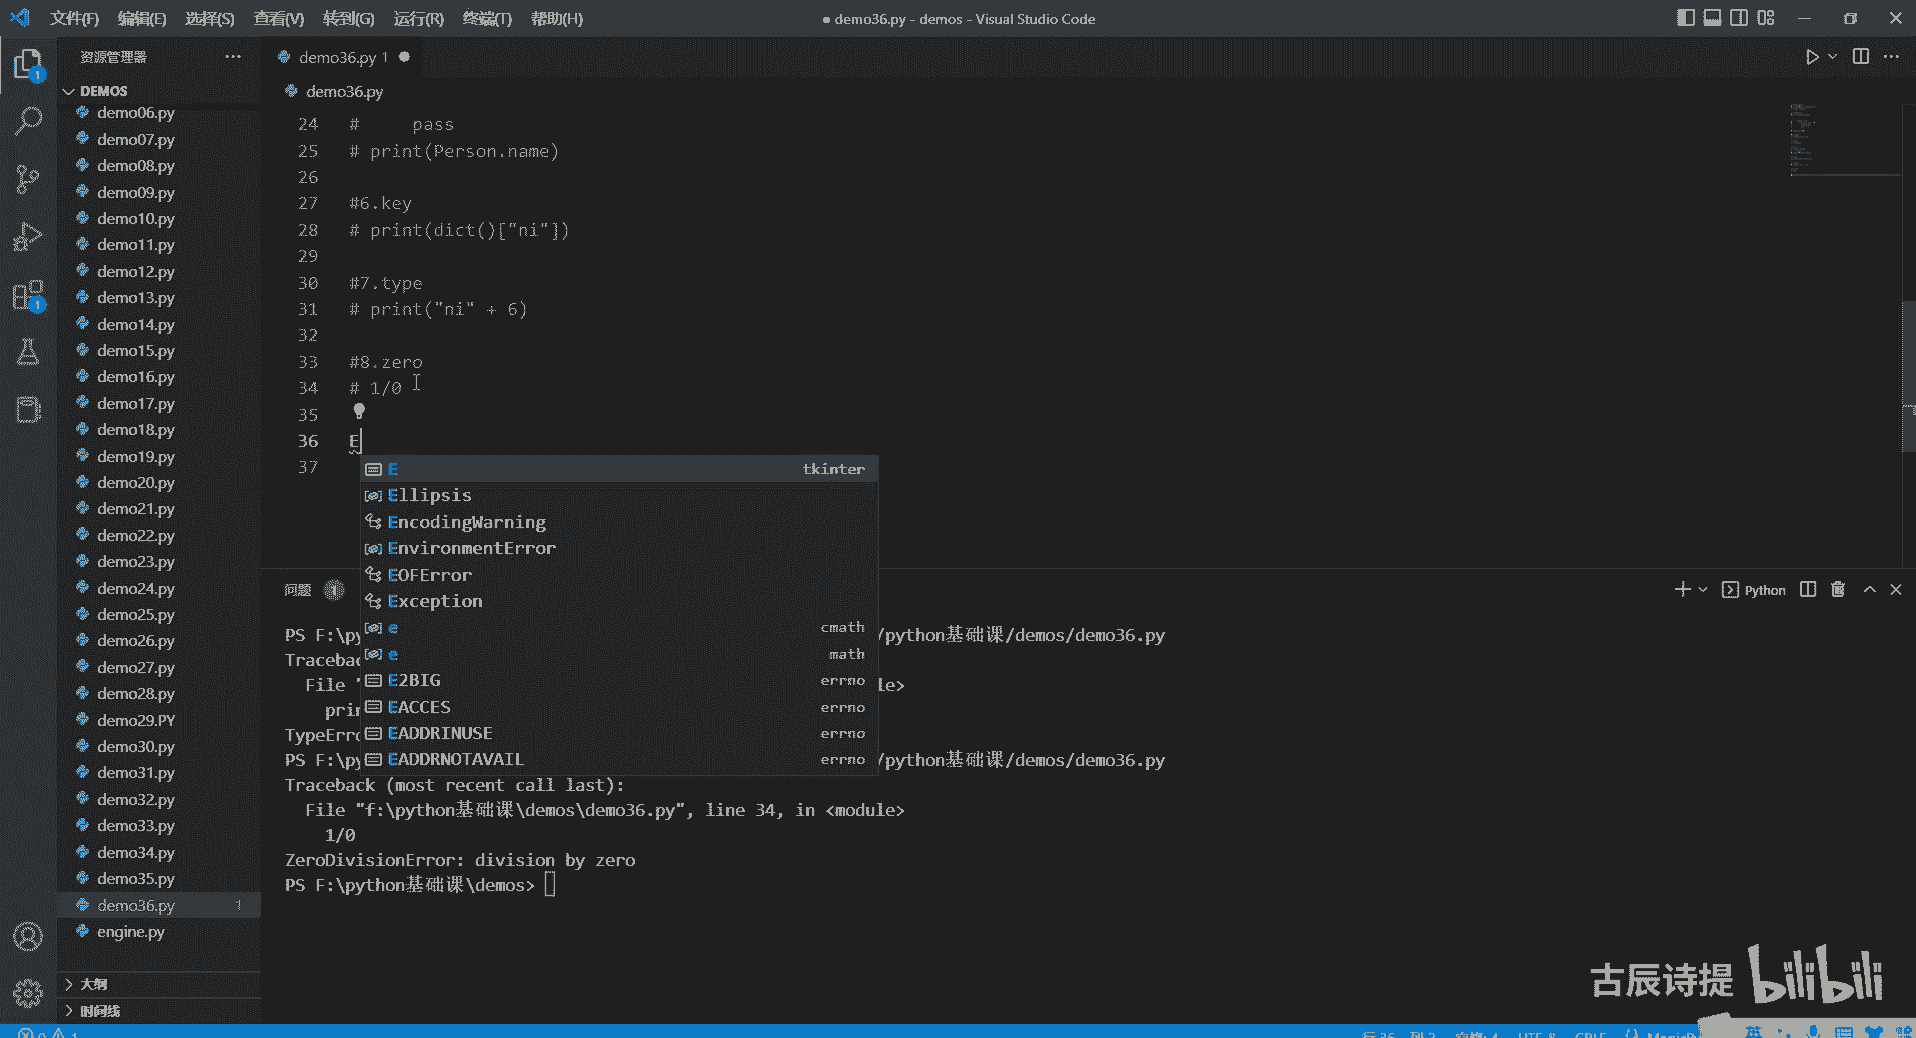 文件(F) 编辑(E) 选择(S) 查看(V) 转到(G) 运行(R) 终端(T) 帮助(H)
● demo36.py - demos - Visual Studio Code
资源管理器
DEMOS
demo06.py
demo07.py
demo08.py
demo09.py
demo10.py
demo11.py
demo12.py
demo13.py
demo14.py
demo15.py
demo16.py
demo17.py
demo18.py
demo19.py
demo20.py
demo21.py
demo22.py
demo23.py
demo24.py
demo25.py
demo26.py
demo27.py
demo28.py
demo29.PY
demo30.py
demo31.py
demo32.py
demo33.py
demo34.py
demo35.py
demo36.py 1
engine.py
大纲
时间线
demo36.py 1 ●
demo36.py
24 #     pass
25 # print(Person.name)
26
27 #6.key
28 # print(dict()["ni"])
29
30 #7.type
31 # print("ni" + 6)
32
33 #8.zero
34 # 1/0
35
36 E
37
E tkinter
Ellipsis
EncodingWarning
EnvironmentError
EOFError
Exception
e cmath
e math
E2BIG errno
EACCES errno
EADDRINUSE errno
EADDRNOTAVAIL errno
问题 1
Python
PS F:\py /python基础课/demos/demo36.py
Tracebac
File " le>
prin
TypeErro
PS F:\py /python基础课/demos/demo36.py
Traceback (most recent call last):
File "f:\python基础课\demos\demo36.py", line 34, in <module>
1/0
ZeroDivisionError: division by zero
PS F:\python基础课\demos>
古辰诗提 bilibili